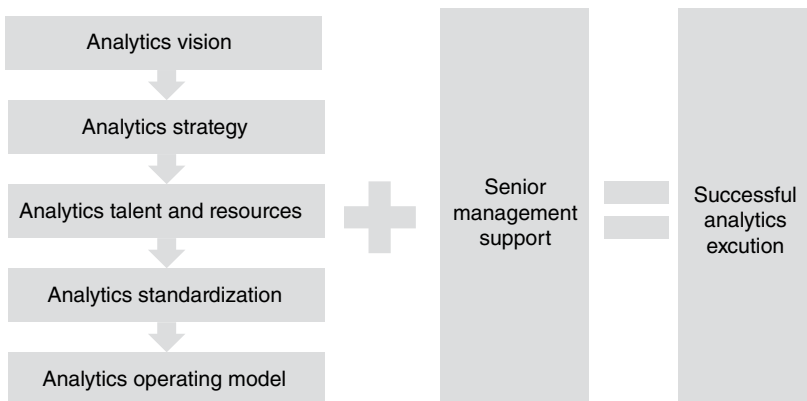 Analytics vision
Analytics strategy
Analytics talent and resources
Analytics standardization
Analytics operating model
Senior
management
support
Successful
analytics
excution